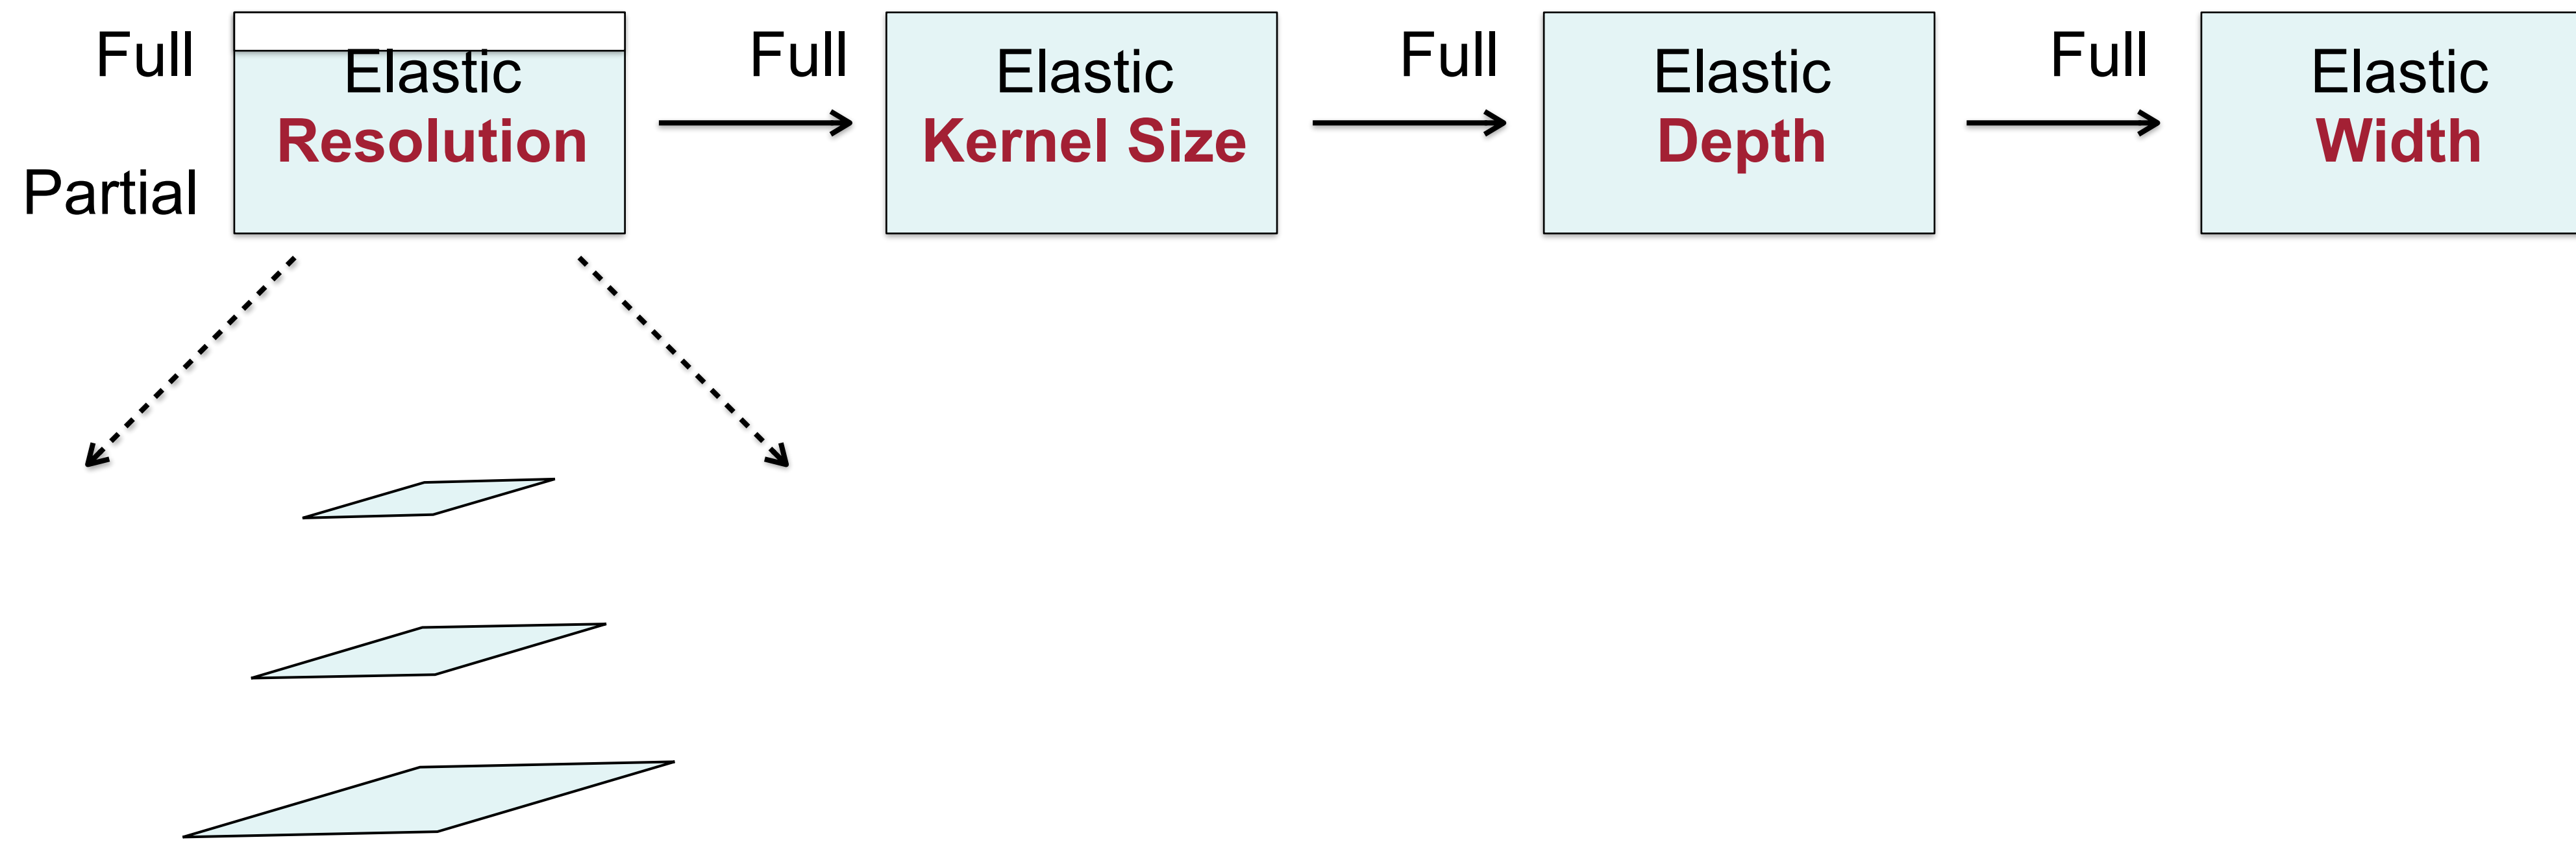 Full
Partial
Elastic
Resolution
Full
Elastic
Kernel Size
Full
Elastic
Depth
Full
Elastic
Width